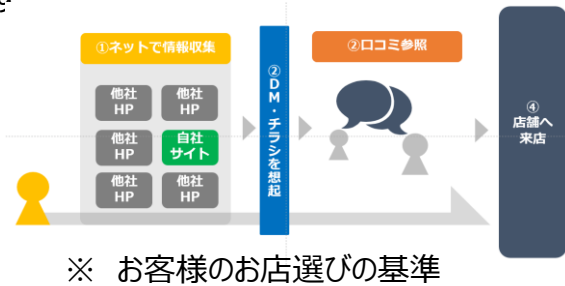 ①ネットで情報収集
他社
HP
他社
HP
他社
HP
自社
サイト
他社
HP
他社
HP
②DM・チラシを想起
②口コミ参照
④
店舗へ
来店
※ お客様のお店選びの基準